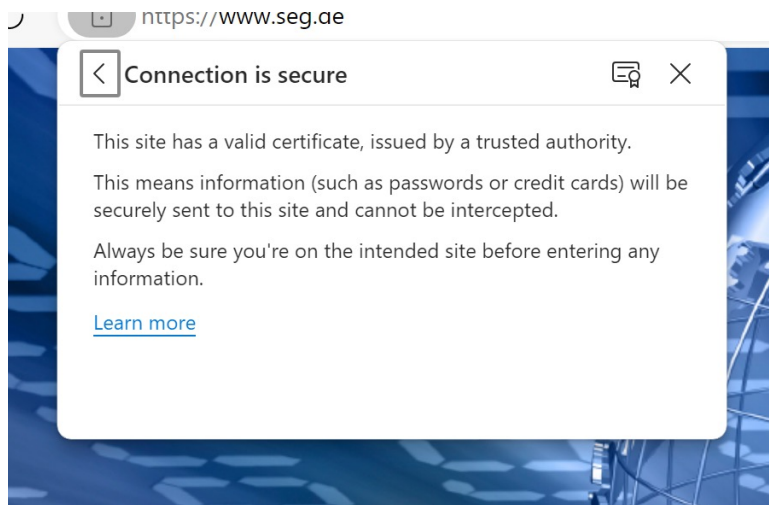 https://www.seg.de
Connection is secure
This site has a valid certificate, issued by a trusted authority.
This means information (such as passwords or credit cards) will be
securely sent to this site and cannot be intercepted.
Always be sure you're on the intended site before entering any
information.
Learn more